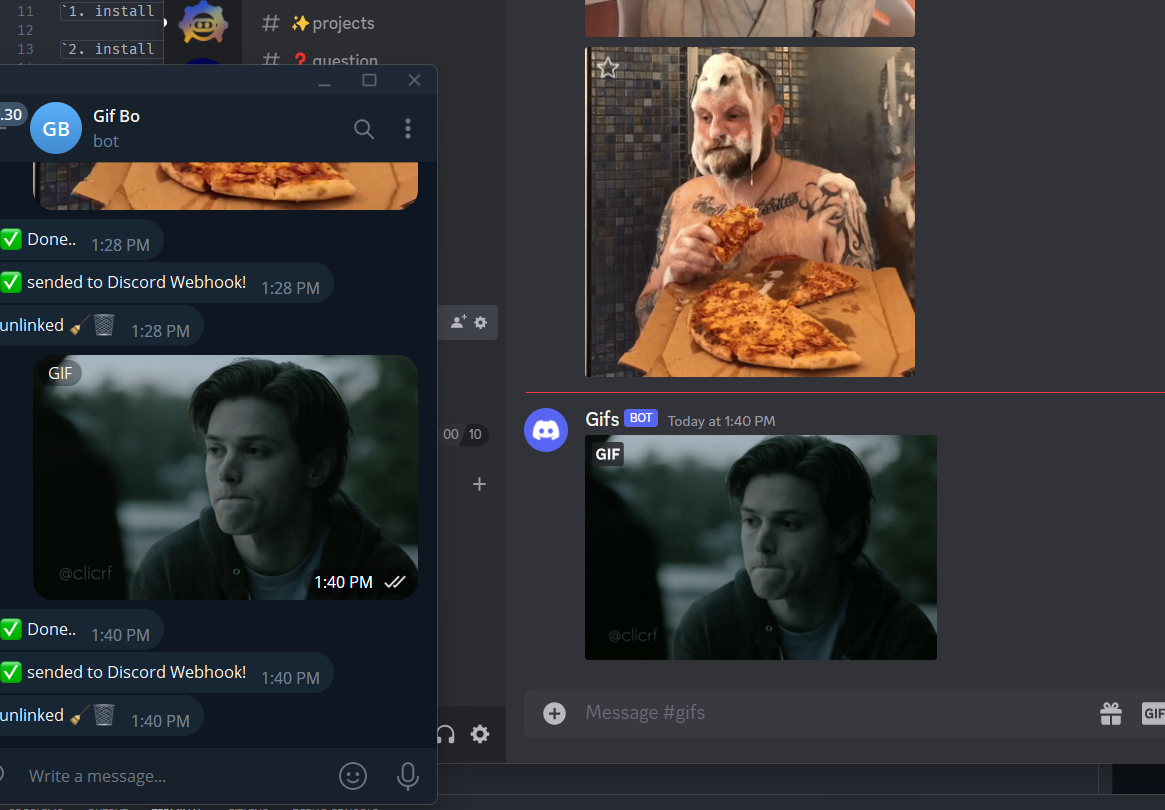 11 `1. install
12
13 `2. install
✨projects
❓question
.30
GB
Gif Bo
bot
✅ Done.. 1:28 PM
✅ sended to Discord Webhook! 1:28 PM
unlinked 🧹🗑️ 1:28 PM
GIF
@clicrf
1:40 PM
✅ Done.. 1:40 PM
✅ sended to Discord Webhook! 1:40 PM
unlinked 🧹🗑️ 1:40 PM
Write a message...
00 10
Gifs BOT Today at 1:40 PM
GIF
@clicrf
Message #gifs
GIF